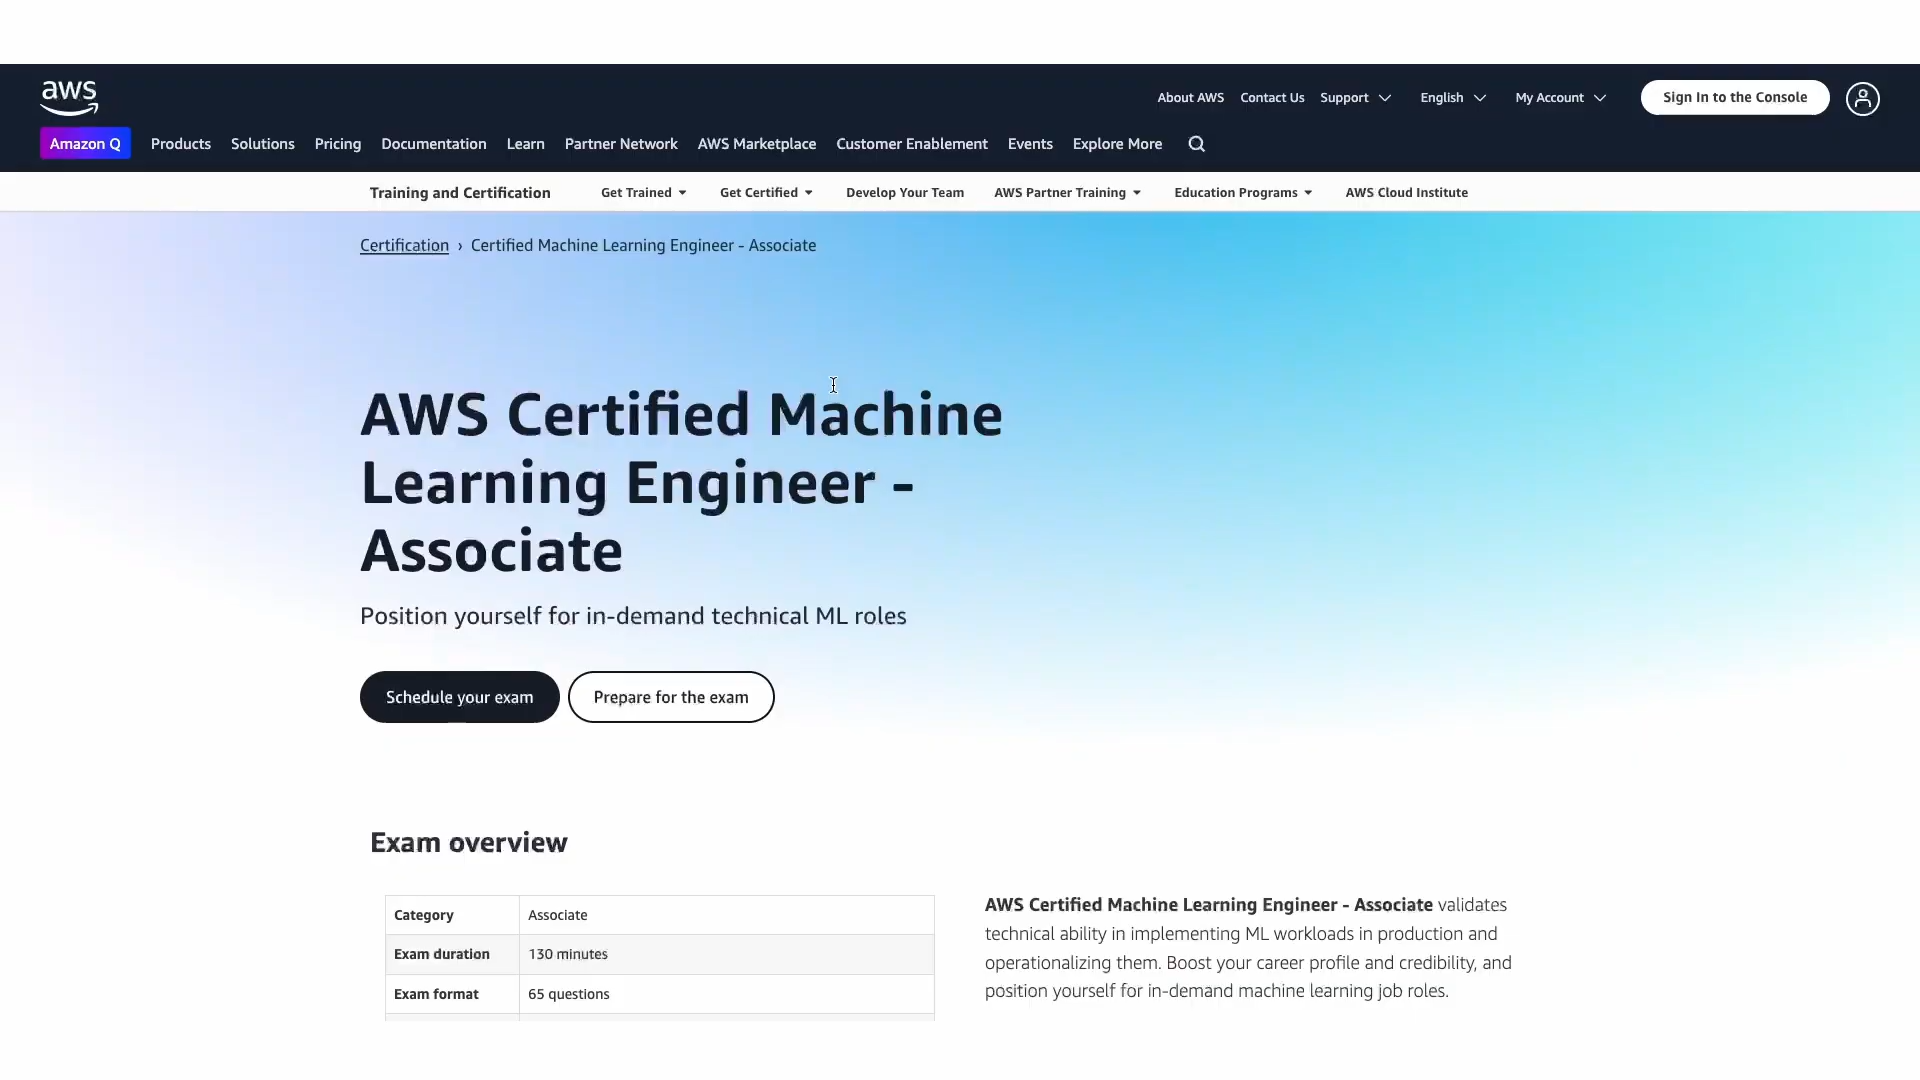 aws
About AWS Contact Us Support English My Account Sign In to the Console
Amazon Q Products Solutions Pricing Documentation Learn Partner Network AWS Marketplace Customer Enablement Events Explore More
Training and Certification Get Trained Get Certified Develop Your Team AWS Partner Training Education Programs AWS Cloud Institute
Certification › Certified Machine Learning Engineer - Associate
AWS Certified Machine
Learning Engineer -
Associate
Position yourself for in-demand technical ML roles
Schedule your exam Prepare for the exam
Exam overview
Category Associate
Exam duration 130 minutes
Exam format 65 questions
AWS Certified Machine Learning Engineer - Associate validates
technical ability in implementing ML workloads in production and
operationalizing them. Boost your career profile and credibility, and
position yourself for in-demand machine learning job roles.